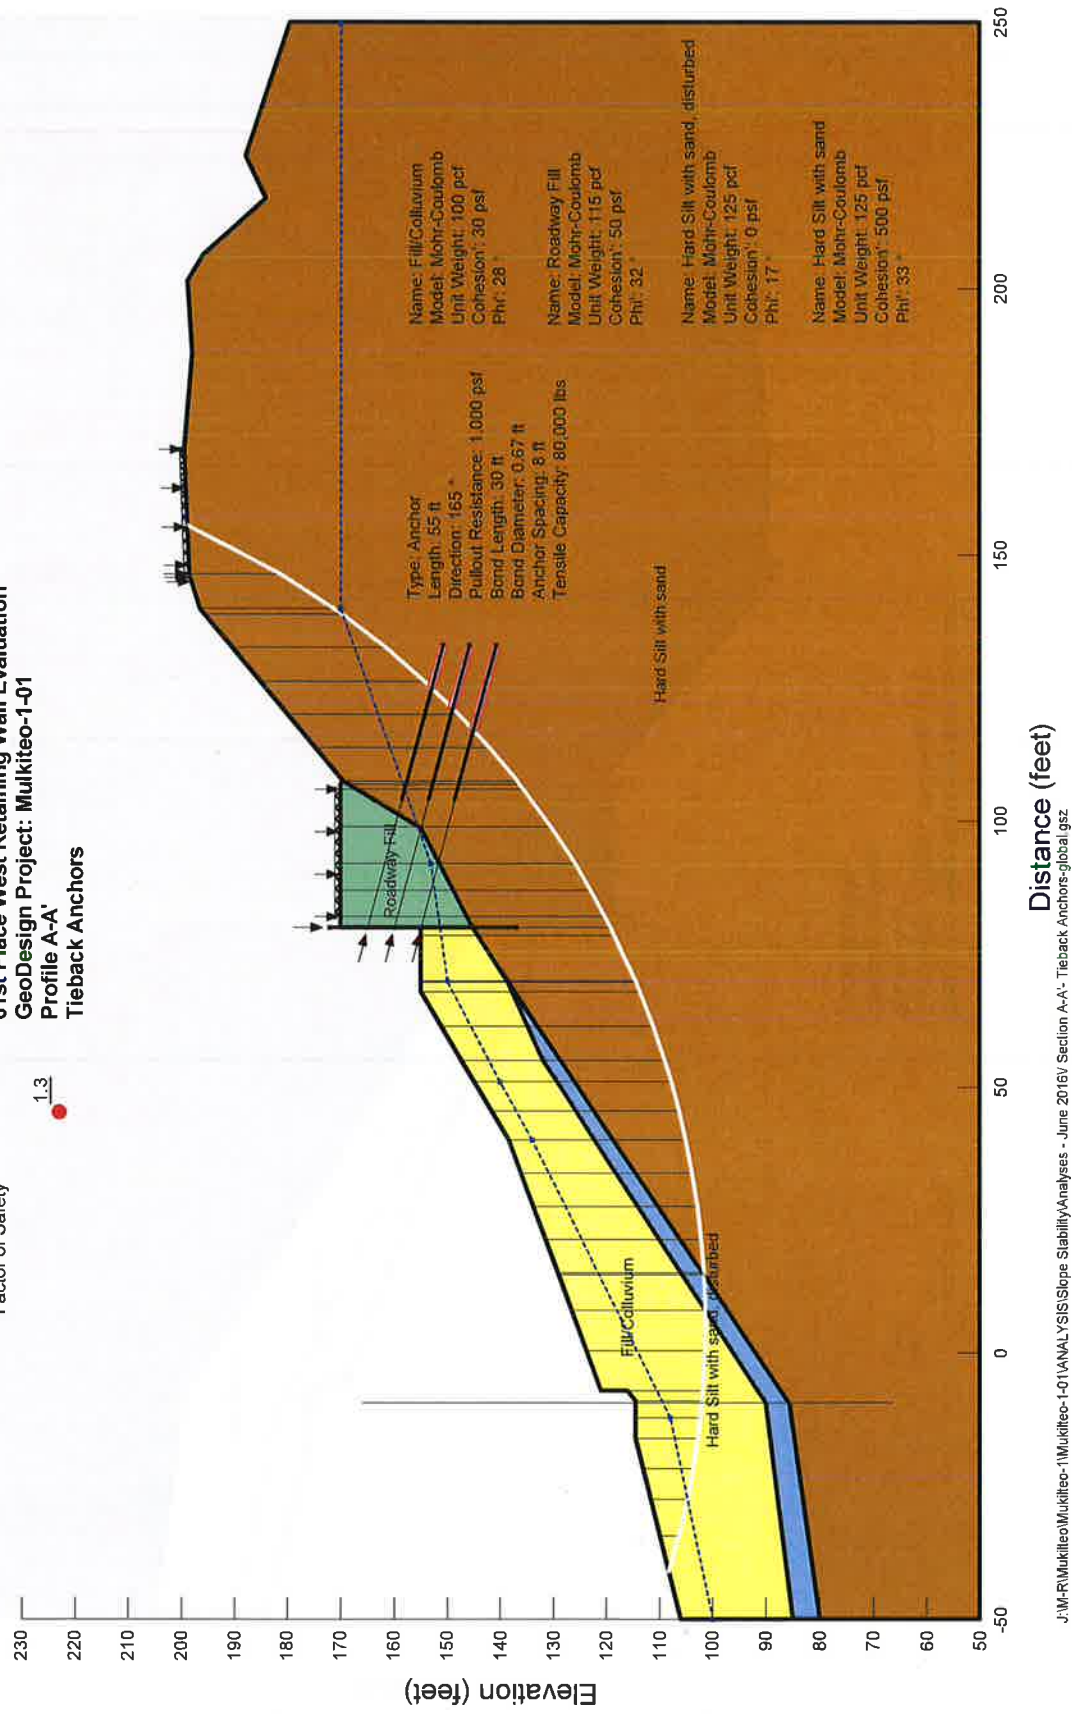 61st Place West Retaining Wall Evaluation
GeoDesign Project: Mulkiteo-1-01
Profile A-A'
Tieback Anchors
Factor of Safety
1.3
Name: Fill/Colluvium
Model: Mohr-Coulomb
Unit Weight: 100 pcf
Cohesion': 30 psf
Phi': 28 °
Name: Roadway Fill
Model: Mohr-Coulomb
Unit Weight: 115 pcf
Cohesion': 50 psf
Phi': 32 °
Name: Hard Silt with sand, disturbed
Model: Mohr-Coulomb
Unit Weight: 125 pcf
Cohesion': 0 psf
Phi': 17 °
Name: Hard Silt with sand
Model: Mohr-Coulomb
Unit Weight: 125 pcf
Cohesion': 500 psf
Phi': 33 °
Type: Anchor
Length: 55 ft
Direction: 165 °
Pullout Resistance: 1,000 psf
Bond Length: 30 ft
Bond Diameter: 0.67 ft
Anchor Spacing: 8 ft
Tensile Capacity: 80,000 lbs
Roadway Fill
Fill/Colluvium
Hard Silt with sand
Hard Silt with sand, disturbed
Elevation (feet)
230
220
210
200
190
180
170
160
150
140
130
120
110
100
90
80
70
60
50
-50
0
50
100
150
200
250
Distance (feet)
J:\M-R\Mukilteo\Mukilteo-1\Mukilteo-1-01\ANALYSIS\Slope Stability\Analyses - June 2016\/ Section A-A'- Tieback Anchors-global.gsz